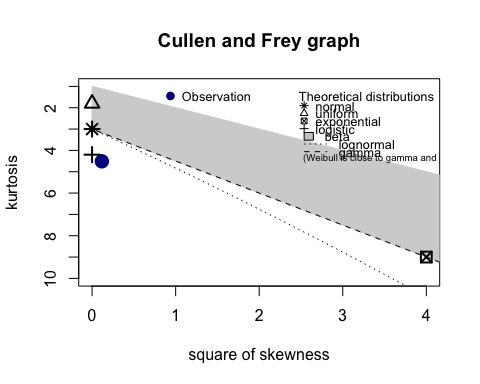 Cullen and Frey graph
Observation
Theoretical distributions
normal
uniform
exponential
logistic
beta
lognormal
gamma
(Weibull is close to gamma and
kurtosis
2
4
6
8
10
0 1 2 3 4
square of skewness